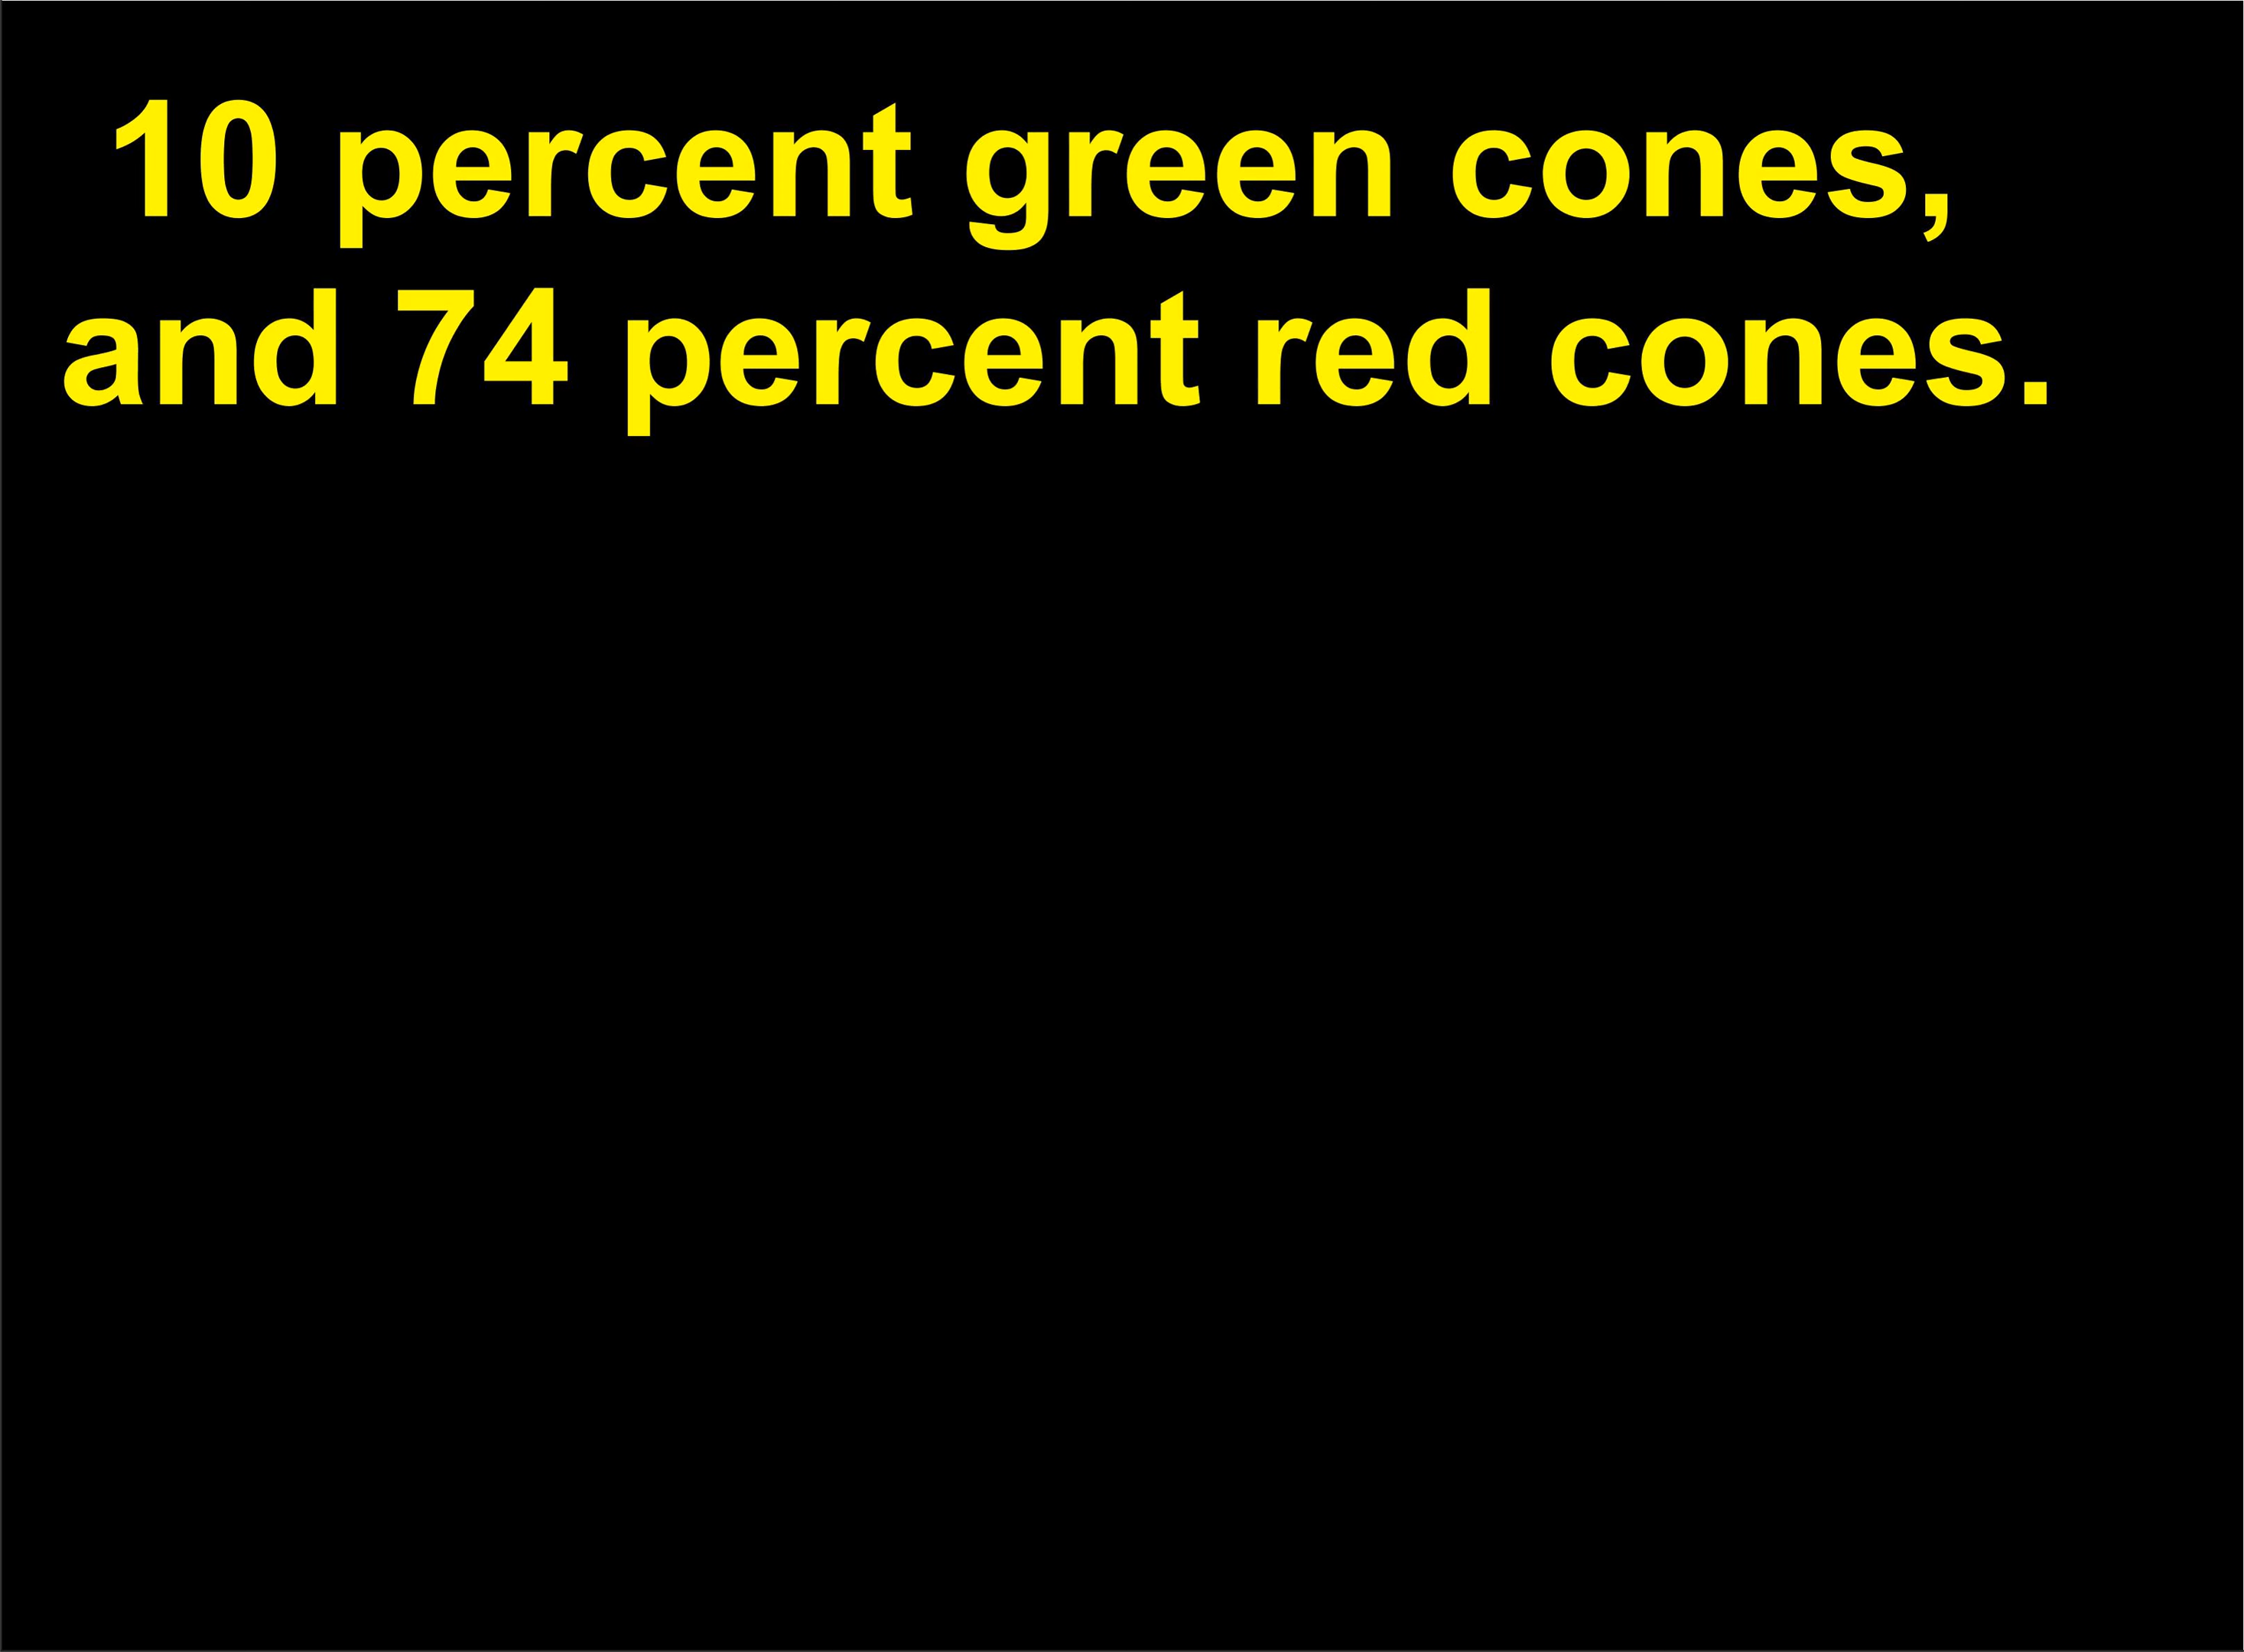 10 percent green cones,
and 74 percent red cones.